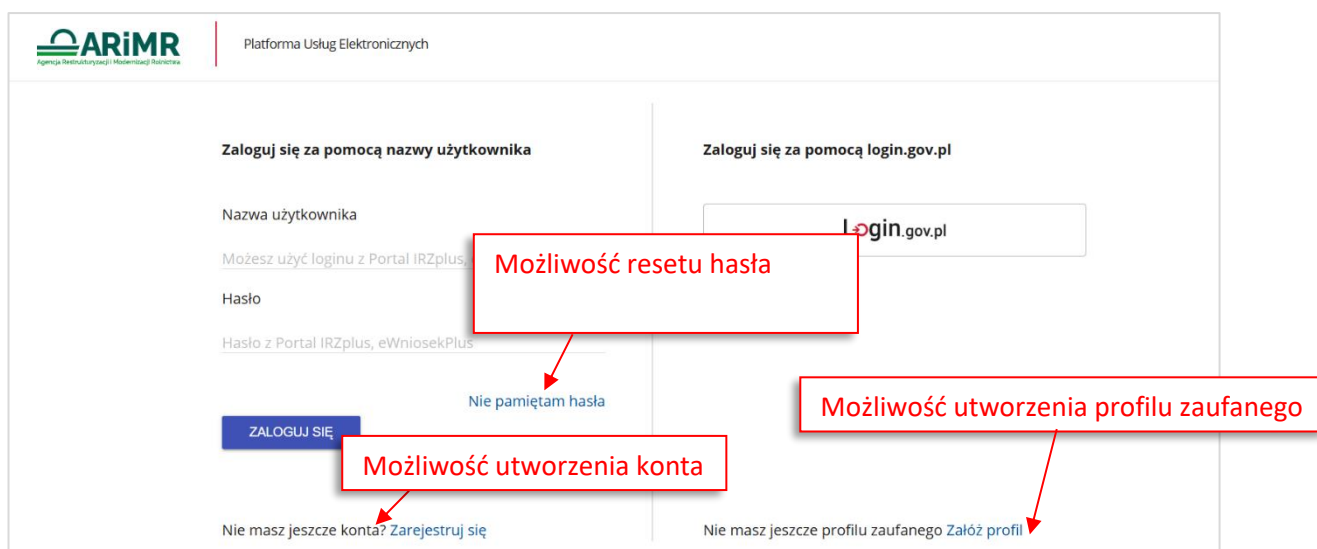 ARiMR
Agencja Restrukturyzacji i Modernizacji Rolnictwa
Platforma Usług Elektronicznych
Zaloguj się za pomocą nazwy użytkownika
Nazwa użytkownika
Możesz użyć loginu z Portal IRZplus,
Hasło
Hasło z Portal IRZplus, eWniosekPlus
Nie pamiętam hasła
ZALOGUJ SIĘ
Nie masz jeszcze konta? Zarejestruj się
Zaloguj się za pomocą login.gov.pl
Login.gov.pl
Nie masz jeszcze profilu zaufanego Załóż profil
Możliwość resetu hasła
Możliwość utworzenia konta
Możliwość utworzenia profilu zaufanego